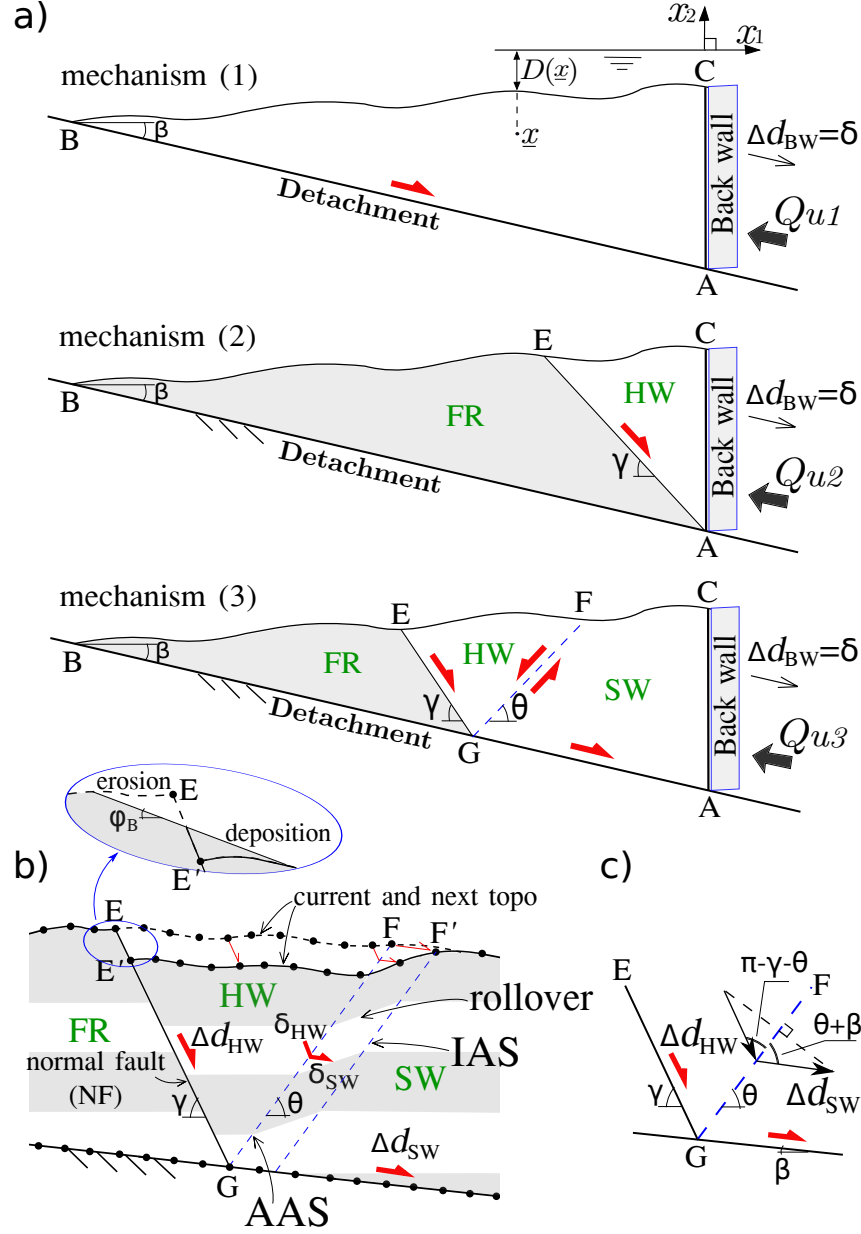 a)
x2
x1
mechanism (1)
D(x)
C
B
β
x
Detachment
Back wall
ΔdBW=δ
Qu1
A
mechanism (2)
E
C
B
β
HW
FR
γ
Detachment
Back wall
ΔdBW=δ
Qu2
A
mechanism (3)
E
F
C
B
β
FR
HW
SW
γ
θ
Detachment
G
Back wall
ΔdBW=δ
Qu3
A
erosion
E
φB
deposition
E'
b)
current and next topo
E
F
F'
E'
HW
rollover
FR
ΔdHW
δHW
IAS
normal fault
(NF)
δSW
SW
γ
θ
ΔdSW
G
AAS
c)
E
π-γ-θ
F
ΔdHW
θ+β
γ
θ
ΔdSW
G
β